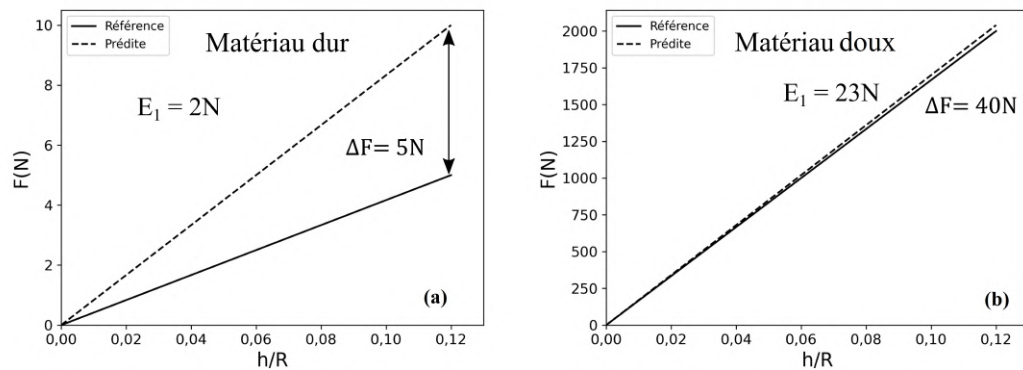 Référence
Prédite
Matériau dur
E₁ = 2N
ΔF= 5N
(a)
F(N)
10
8
6
4
2
0
0,00 0,02 0,04 0,06 0,08 0,10 0,12
h/R
Référence
Prédite
Matériau doux
E₁ = 23N
ΔF= 40N
(b)
F(N)
2000
1750
1500
1250
1000
750
500
250
0
0,00 0,02 0,04 0,06 0,08 0,10 0,12
h/R